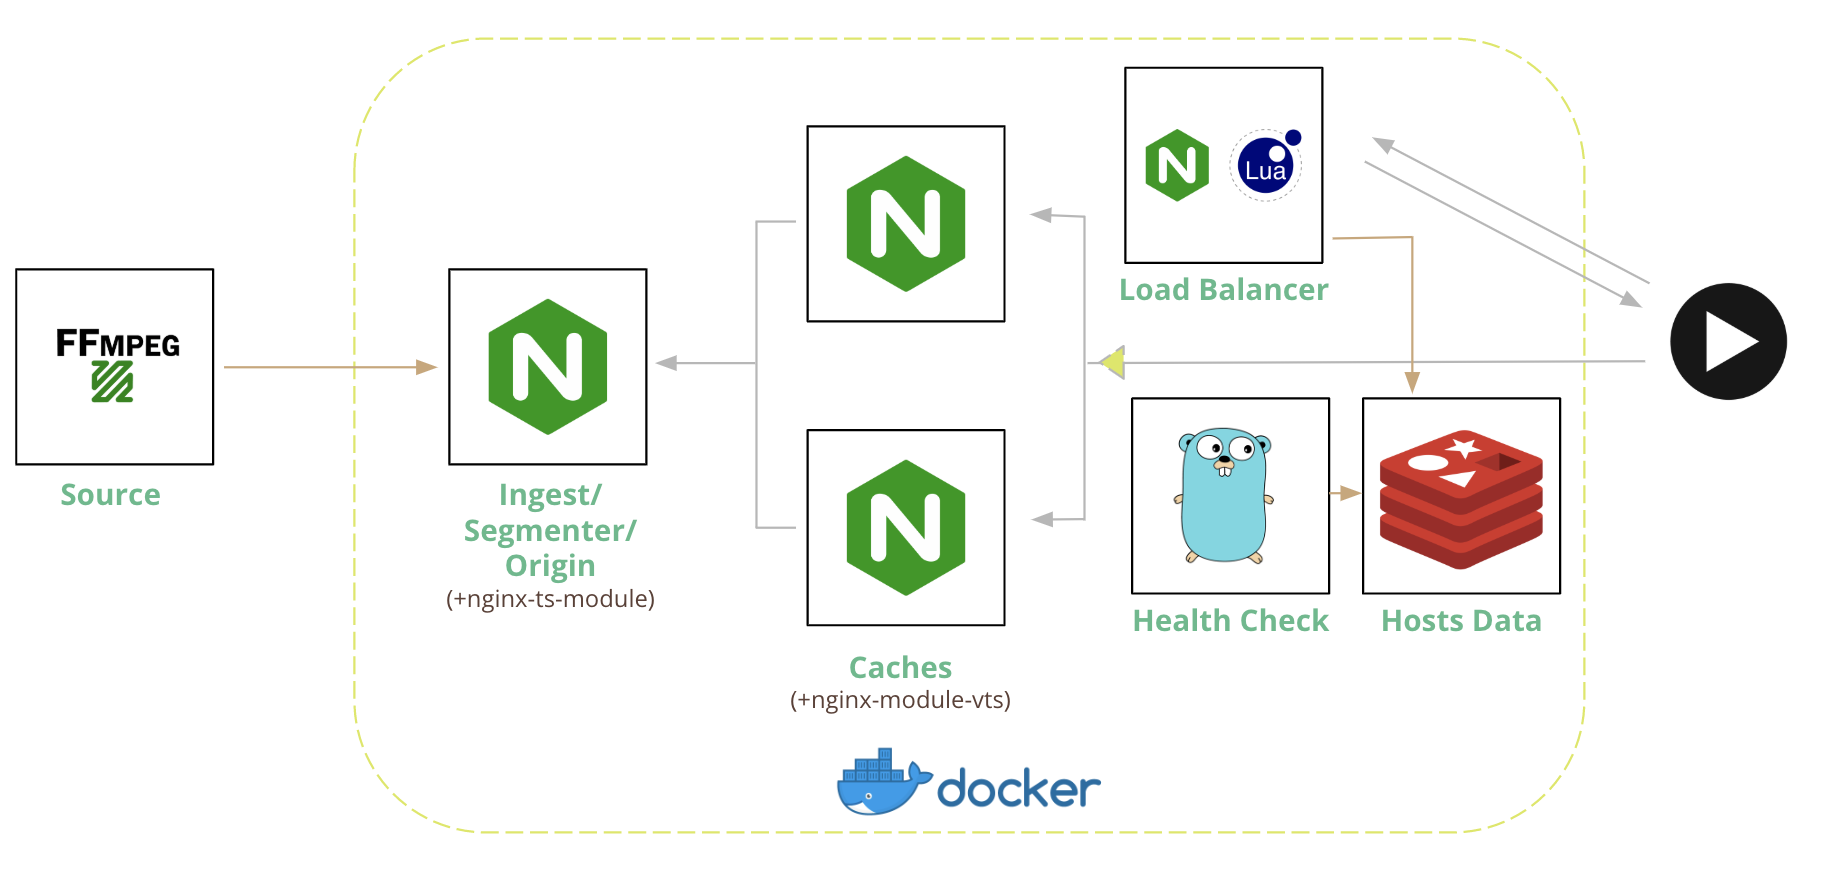 FFMPEG
Source
N
Ingest/
Segmenter/
Origin
(+nginx-ts-module)
N
N
Caches
(+nginx-module-vts)
N
Lua
Load Balancer
Health Check
Hosts Data
docker